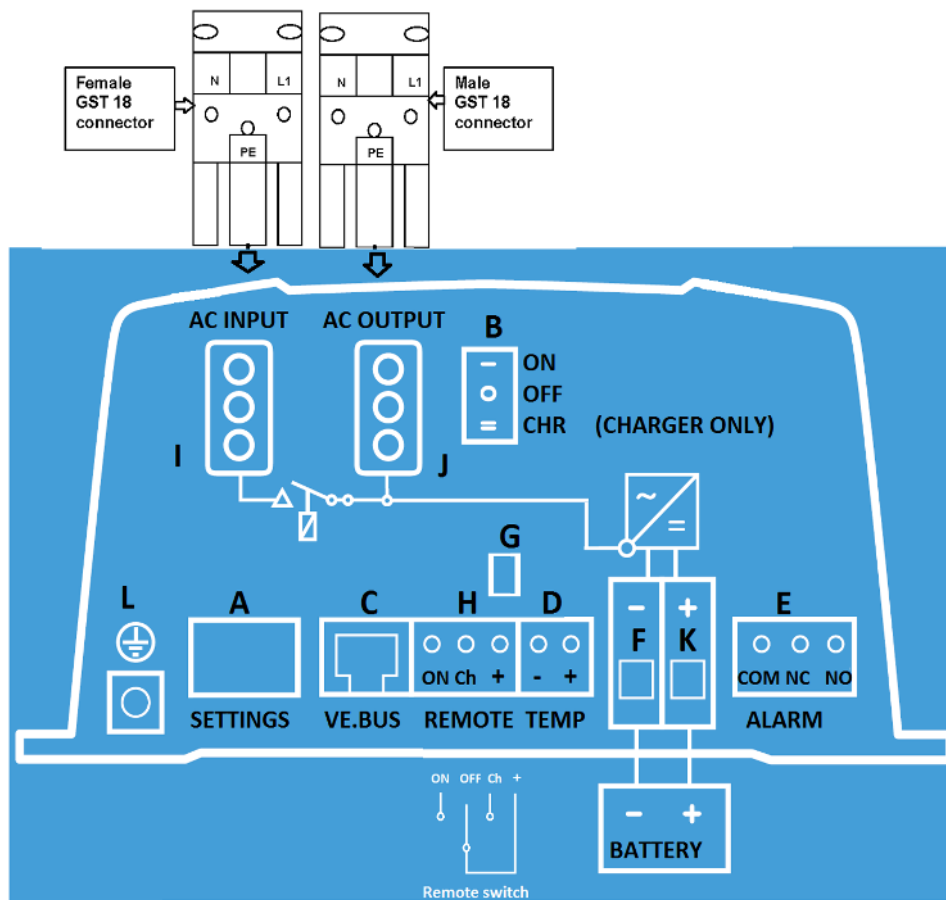 Female
GST 18
connector
N L1
PE
N L1
PE
Male
GST 18
connector
AC INPUT AC OUTPUT B
ON
OFF
CHR (CHARGER ONLY)
I J
~
=
G
L A C H D - + E
F K
ON Ch + - + COM NC NO
SETTINGS VE.BUS REMOTE TEMP ALARM
ON OFF Ch +
- +
BATTERY
Remote switch